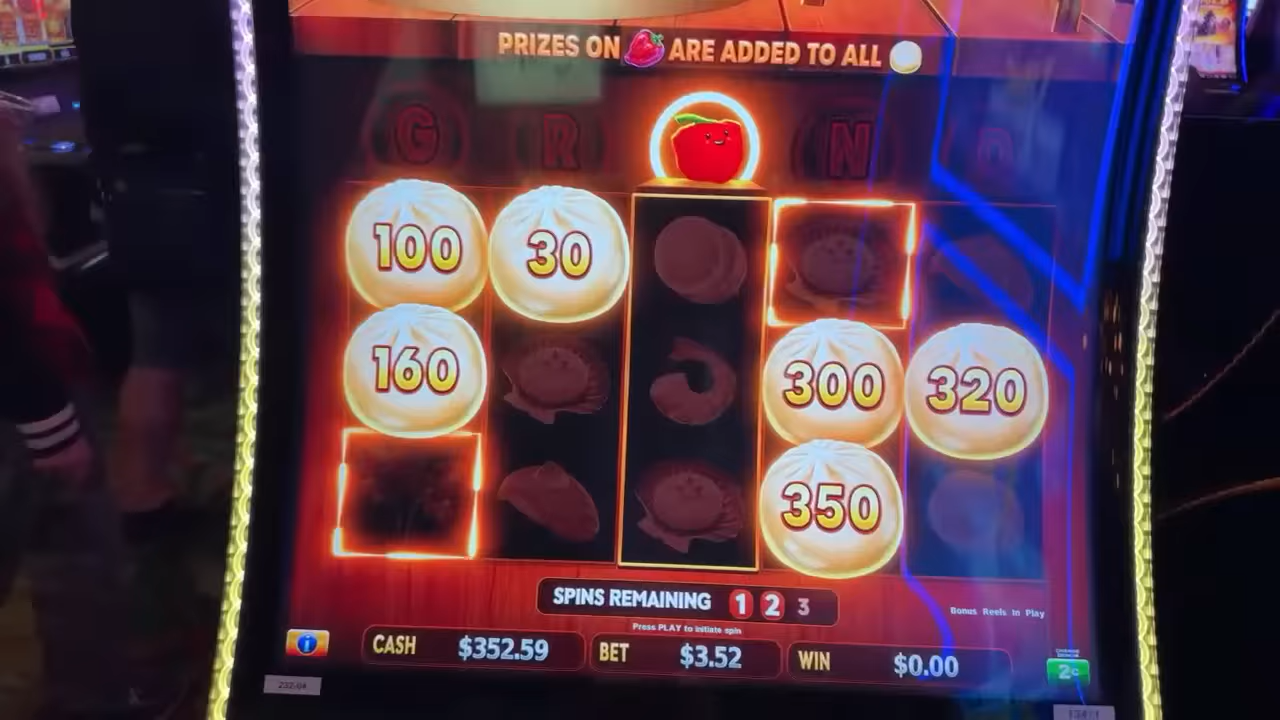 PRIZES ON ARE ADDED TO ALL
G R N D
100 30
160 300 320
350
SPINS REMAINING 1 2 3
Press PLAY to initiate spin
Bonus Reels In Play
CASH $352.59 BET $3.52 WIN $0.00
2¢